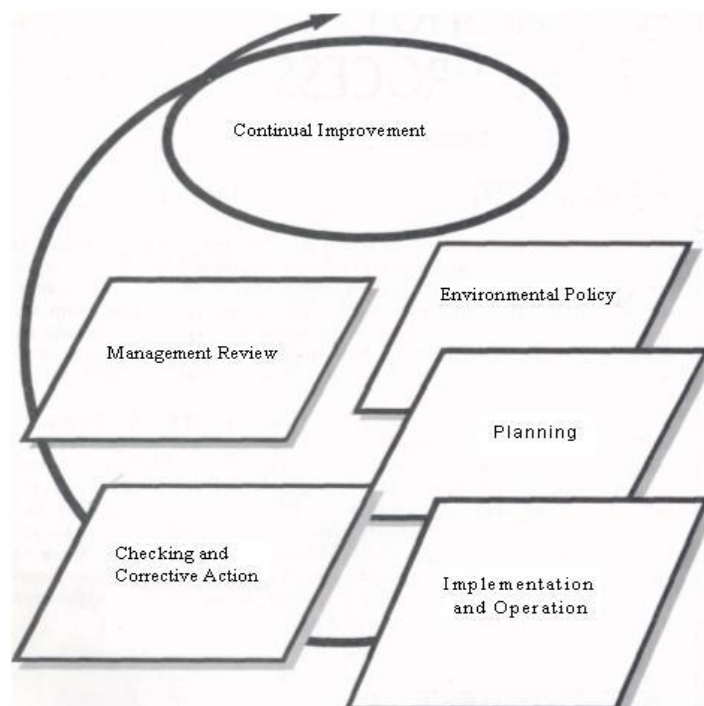 Continual Improvement
Environmental Policy
Management Review
Planning
Checking and
Corrective Action
Implementation
and Operation